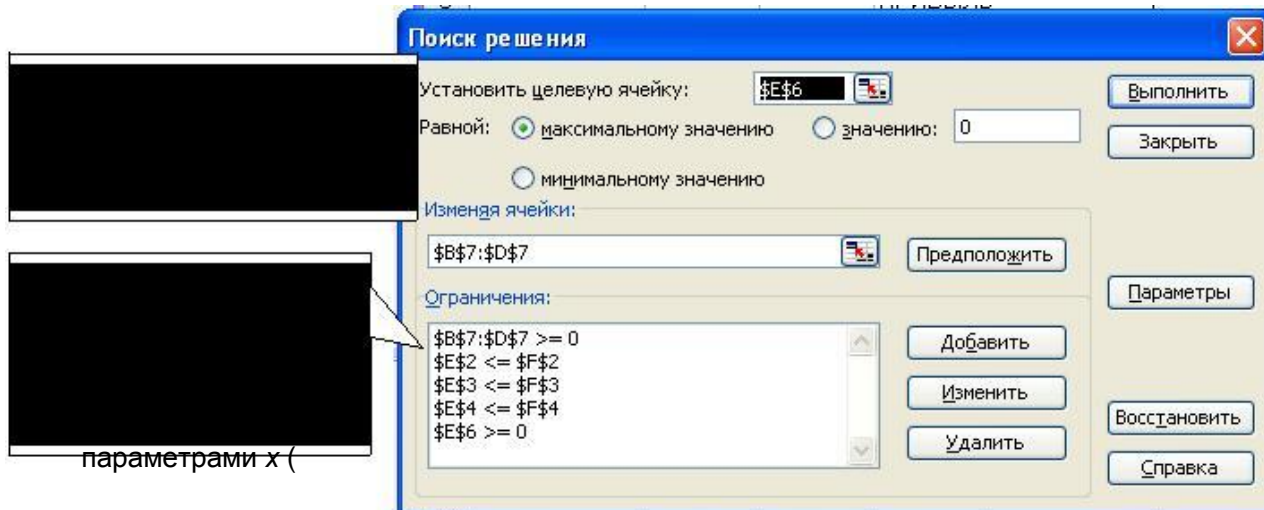 Поиск решения
Установить целевую ячейку: $E$6
Равной: максимальному значению значению: 0
минимальному значению
Изменяя ячейки:
$B$7:$D$7
Предположить
Ограничения:
$B$7:$D$7 >= 0
$E$2 <= $F$2
$E$3 <= $F$3
$E$4 <= $F$4
$E$6 >= 0
Добавить
Изменить
Удалить
Выполнить
Закрыть
Параметры
Восстановить
Справка
параметрами x (